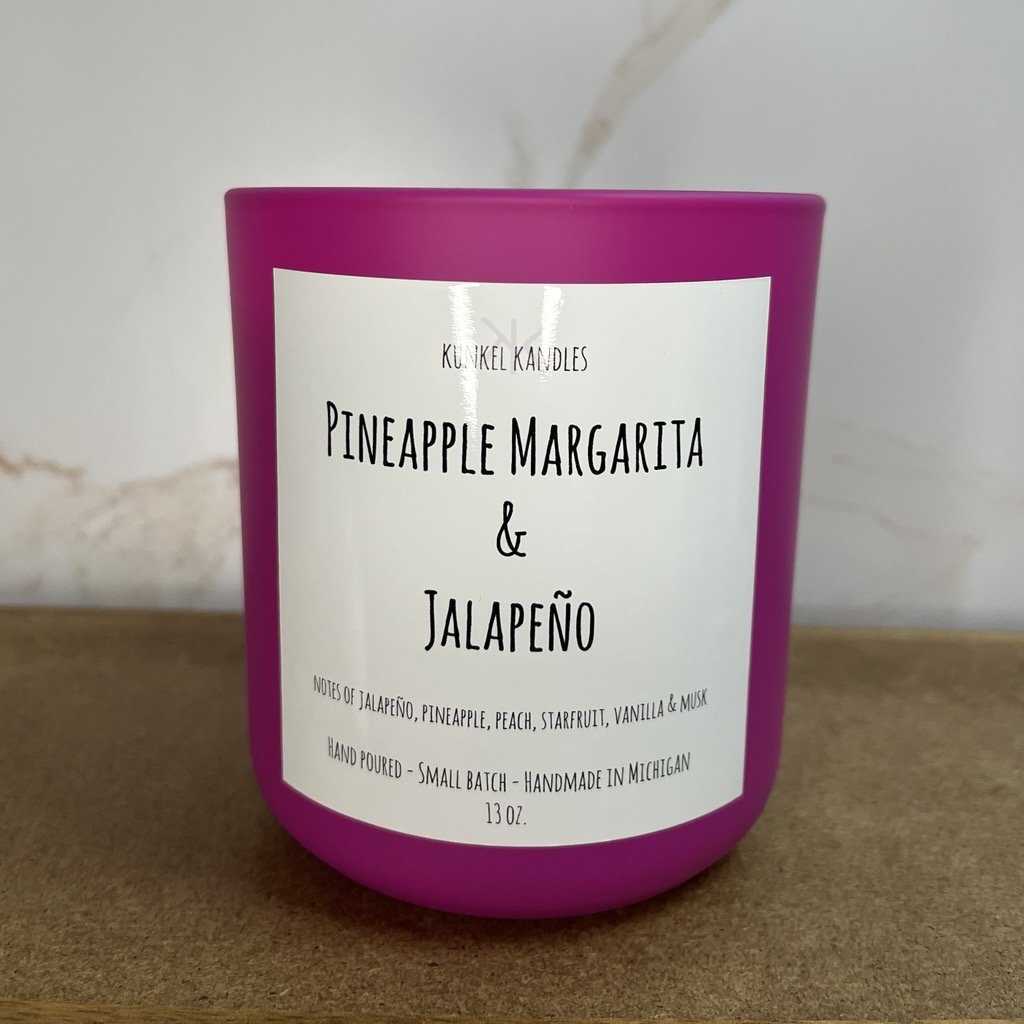 KK
KUNKEL KANDLES
PINEAPPLE MARGARITA
&
JALAPEÑO
NOTES OF JALAPEÑO, PINEAPPLE, PEACH, STARFRUIT, VANILLA & MUSK
HAND POURED - SMALL BATCH - HANDMADE IN MICHIGAN
13 OZ.